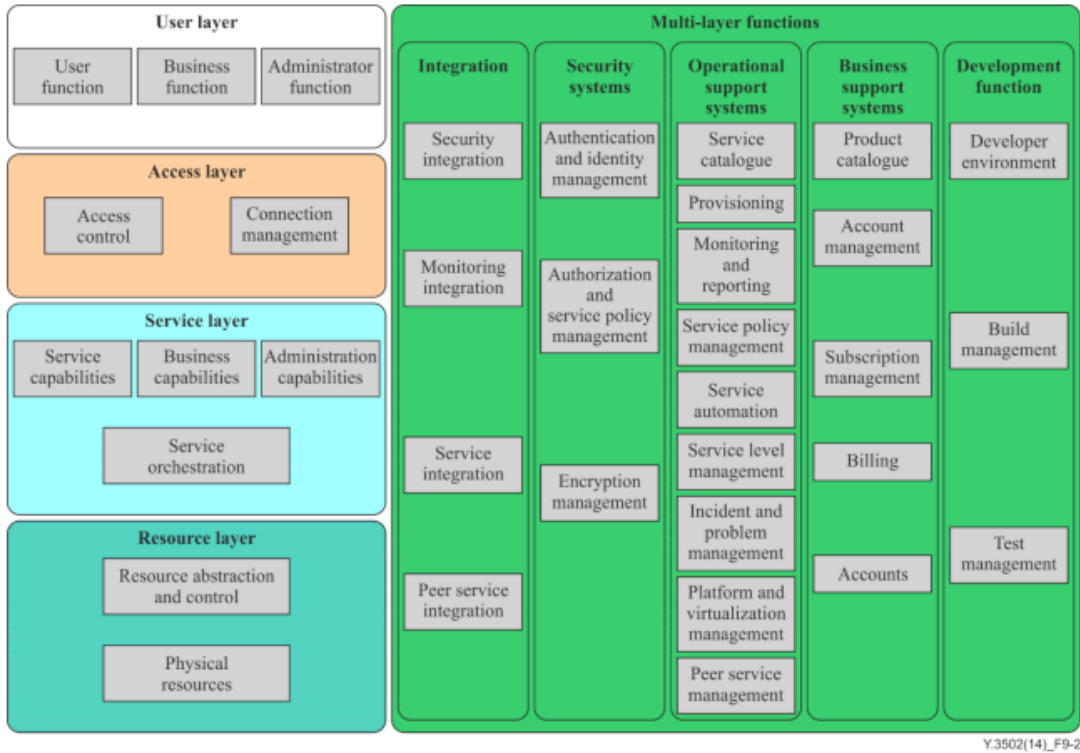 User layer
User
function
Business
function
Administrator
function
Access layer
Access
control
Connection
management
Service layer
Service
capabilities
Business
capabilities
Administration
capabilities
Service
orchestration
Resource layer
Resource abstraction
and control
Physical
resources
Multi-layer functions
Integration
Security
integration
Monitoring
integration
Service
integration
Peer service
integration
Security
systems
Authentication
and identity
management
Authorization
and
service policy
management
Encryption
management
Operational
support
systems
Service
catalogue
Provisioning
Monitoring
and
reporting
Service policy
management
Service
automation
Service level
management
Incident and
problem
management
Platform and
virtualization
management
Peer service
management
Business
support
systems
Product
catalogue
Account
management
Subscription
management
Billing
Accounts
Development
function
Developer
environment
Build
management
Test
management
Y.3502(14)_F9-2